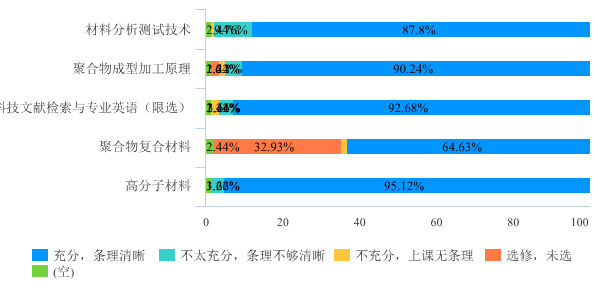 材料分析测试技术
87.8%
聚合物成型加工原理
90.24%
科技文献检索与专业英语（限选）
92.68%
聚合物复合材料
2.44% 32.93% 64.63%
高分子材料
95.12%
0 20 40 60 80 100
充分，条理清晰 不太充分，条理不够清晰 不充分，上课无条理 选修，未选
(空)